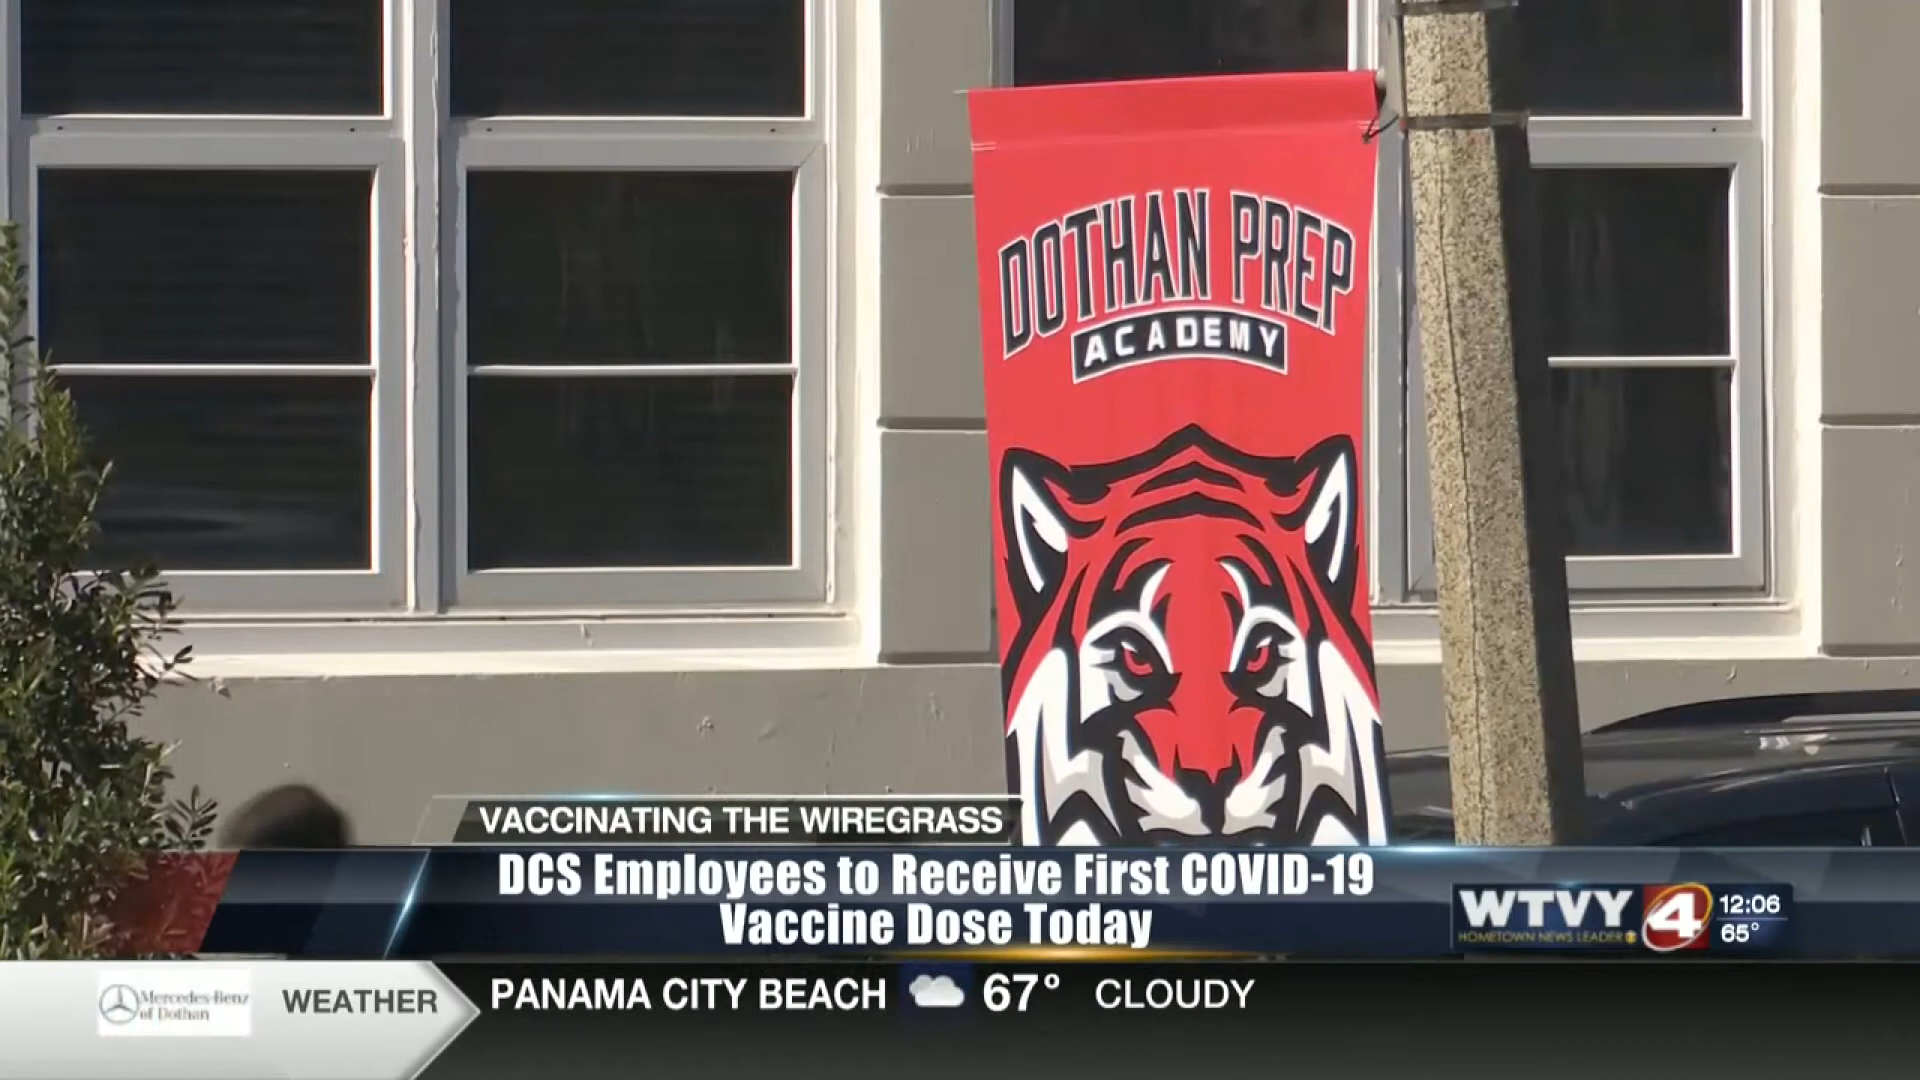 DOTHAN PREP
ACADEMY
VACCINATING THE WIREGRASS
DCS Employees to Receive First COVID-19
Vaccine Dose Today
WTVY 4
HOMETOWN NEWS LEADER
12:06
65°
Mercedes-Benz
of Dothan
WEATHER
PANAMA CITY BEACH 67° CLOUDY